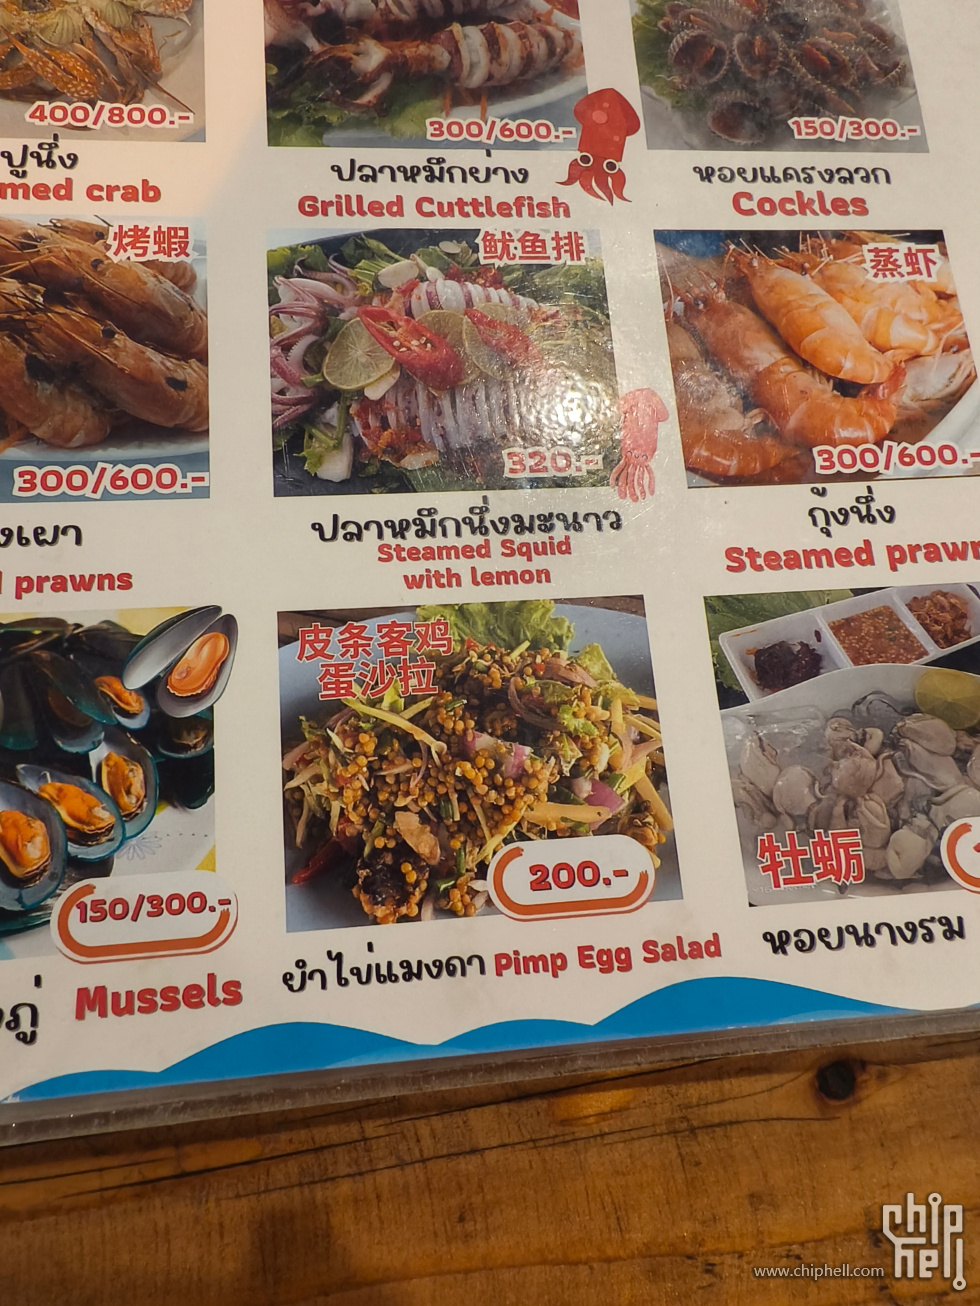 400/800.-
ปูนึ่ง
med crab
300/600.-
ปลาหมึกย่าง
Grilled Cuttlefish
150/300.-
หอยแครงลวก
Cockles
烤蝦
300/600.-
งเผา
prawns
鱿鱼排
320.-
ปลาหมึกนึ่งมะนาว
Steamed Squid
with lemon
蒸虾
300/600.-
กุ้งนึ่ง
Steamed prawn
150/300.-
ภู่
Mussels
皮条客鸡
蛋沙拉
200.-
ยำไข่แมงดา Pimp Egg Salad
牡蛎
หอยนางรม
chip
hell
www.chiphell.com